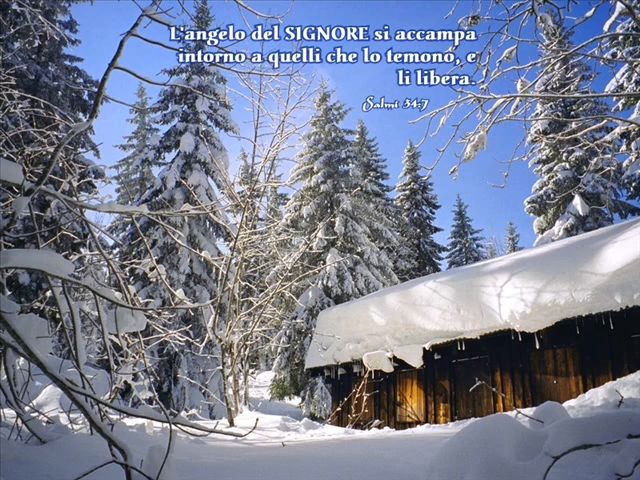 L'angelo del SIGNORE si accampa
intorno a quelli che lo temono, e
li libera.
Salmi 34:7